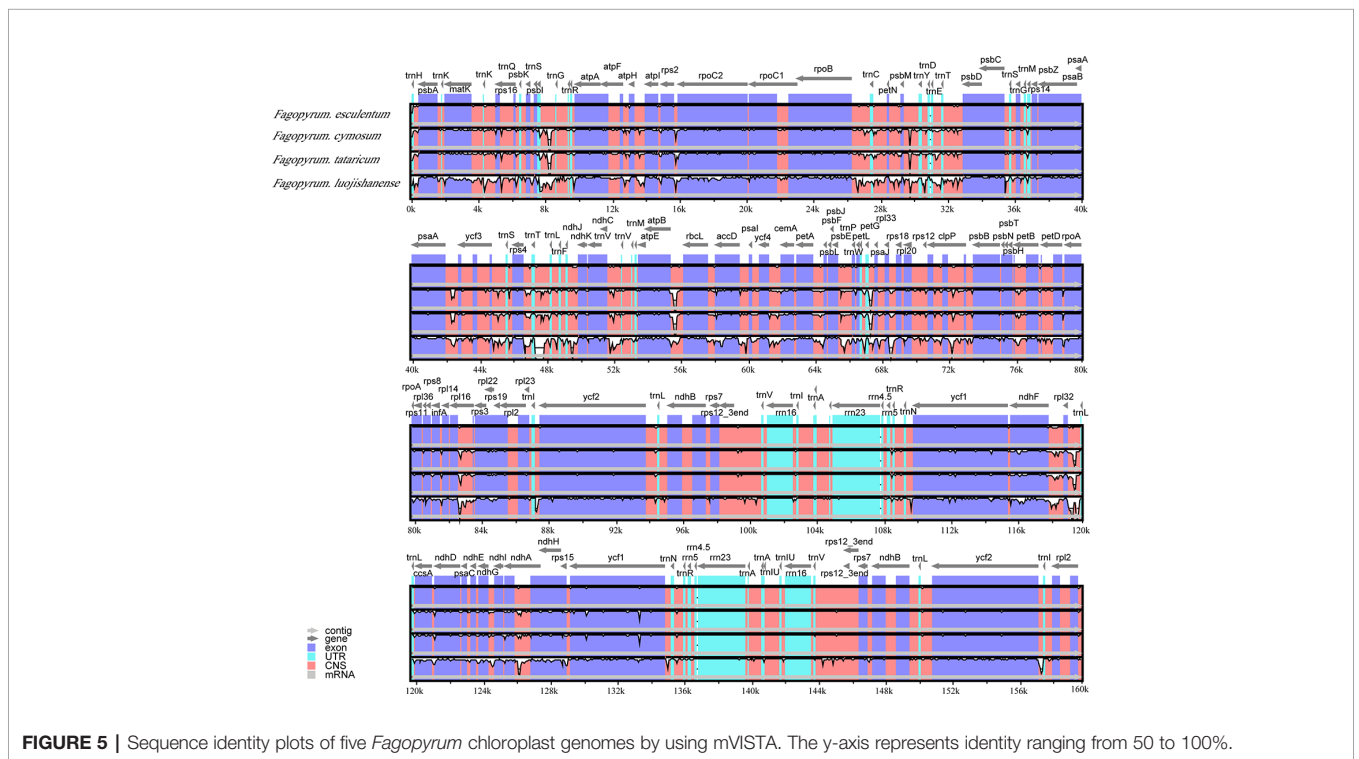 psbC psaA
trnQ trnS atpF trnD trnM
trnH trnK trnK psbK trnG atpA atpH atpI rps2 rpoC2 rpoC1 rpoB trnC psbM trnY trnT psbD trnS psbZ psaB
psbA matK rps16 psbI trnR petN trnE trnG rps14
Fagopyrum. esculentum
Fagopyrum. cymosum
Fagopyrum. tataricum
Fagopyrum. luojishanense
0k 4k 8k 12k 16k 20k 24k 28k 32k 36k 40k
psbJ rpl33
ndhC psbF petG psbT
ndhJ trnM atpB psaI cemA psbE trnP petL rps18
psaA ycf3 trnS trnT trnL ndhK trnV trnV atpE rbcL accD ycf4 petA rps12 clpP psbB psbN petB petD rpoA
rps4 trnF psbL trnW psaJ rpl20 psbH
40k 44k 48k 52k 56k 60k 64k 68k 72k 76k 80k
rpoA rps8 rpl22 rpl23 trnR
rpl36 rpl14 rpl16 rps19 trnI ycf2 trnL ndhB rps7 trnV trnI trnA rrn4.5 ycf1 ndhF rpl32
rps11 infA rps3 rpl2 rps12_3end rrn16 rrn23 rrn5 trnN trnL
80k 84k 88k 92k 96k 100k 104k 108k 112k 116k 120k
ndhH rrn4.5 rps12_3end
trnL ndhD ndhE ndhI ndhA rps15 ycf1 trnN rrn5 rrn23 trnA trnIU trnV rps7 ndhB trnL ycf2 trnI rpl2
ccsA psaC ndhG trnR trnA trnIU rrn16 rps12_3end
contig
gene
exon
UTR
CNS
mRNA
120k 124k 128k 132k 136k 140k 144k 148k 152k 156k 160k
FIGURE 5 | Sequence identity plots of five Fagopyrum chloroplast genomes by using mVISTA. The y-axis represents identity ranging from 50 to 100%.